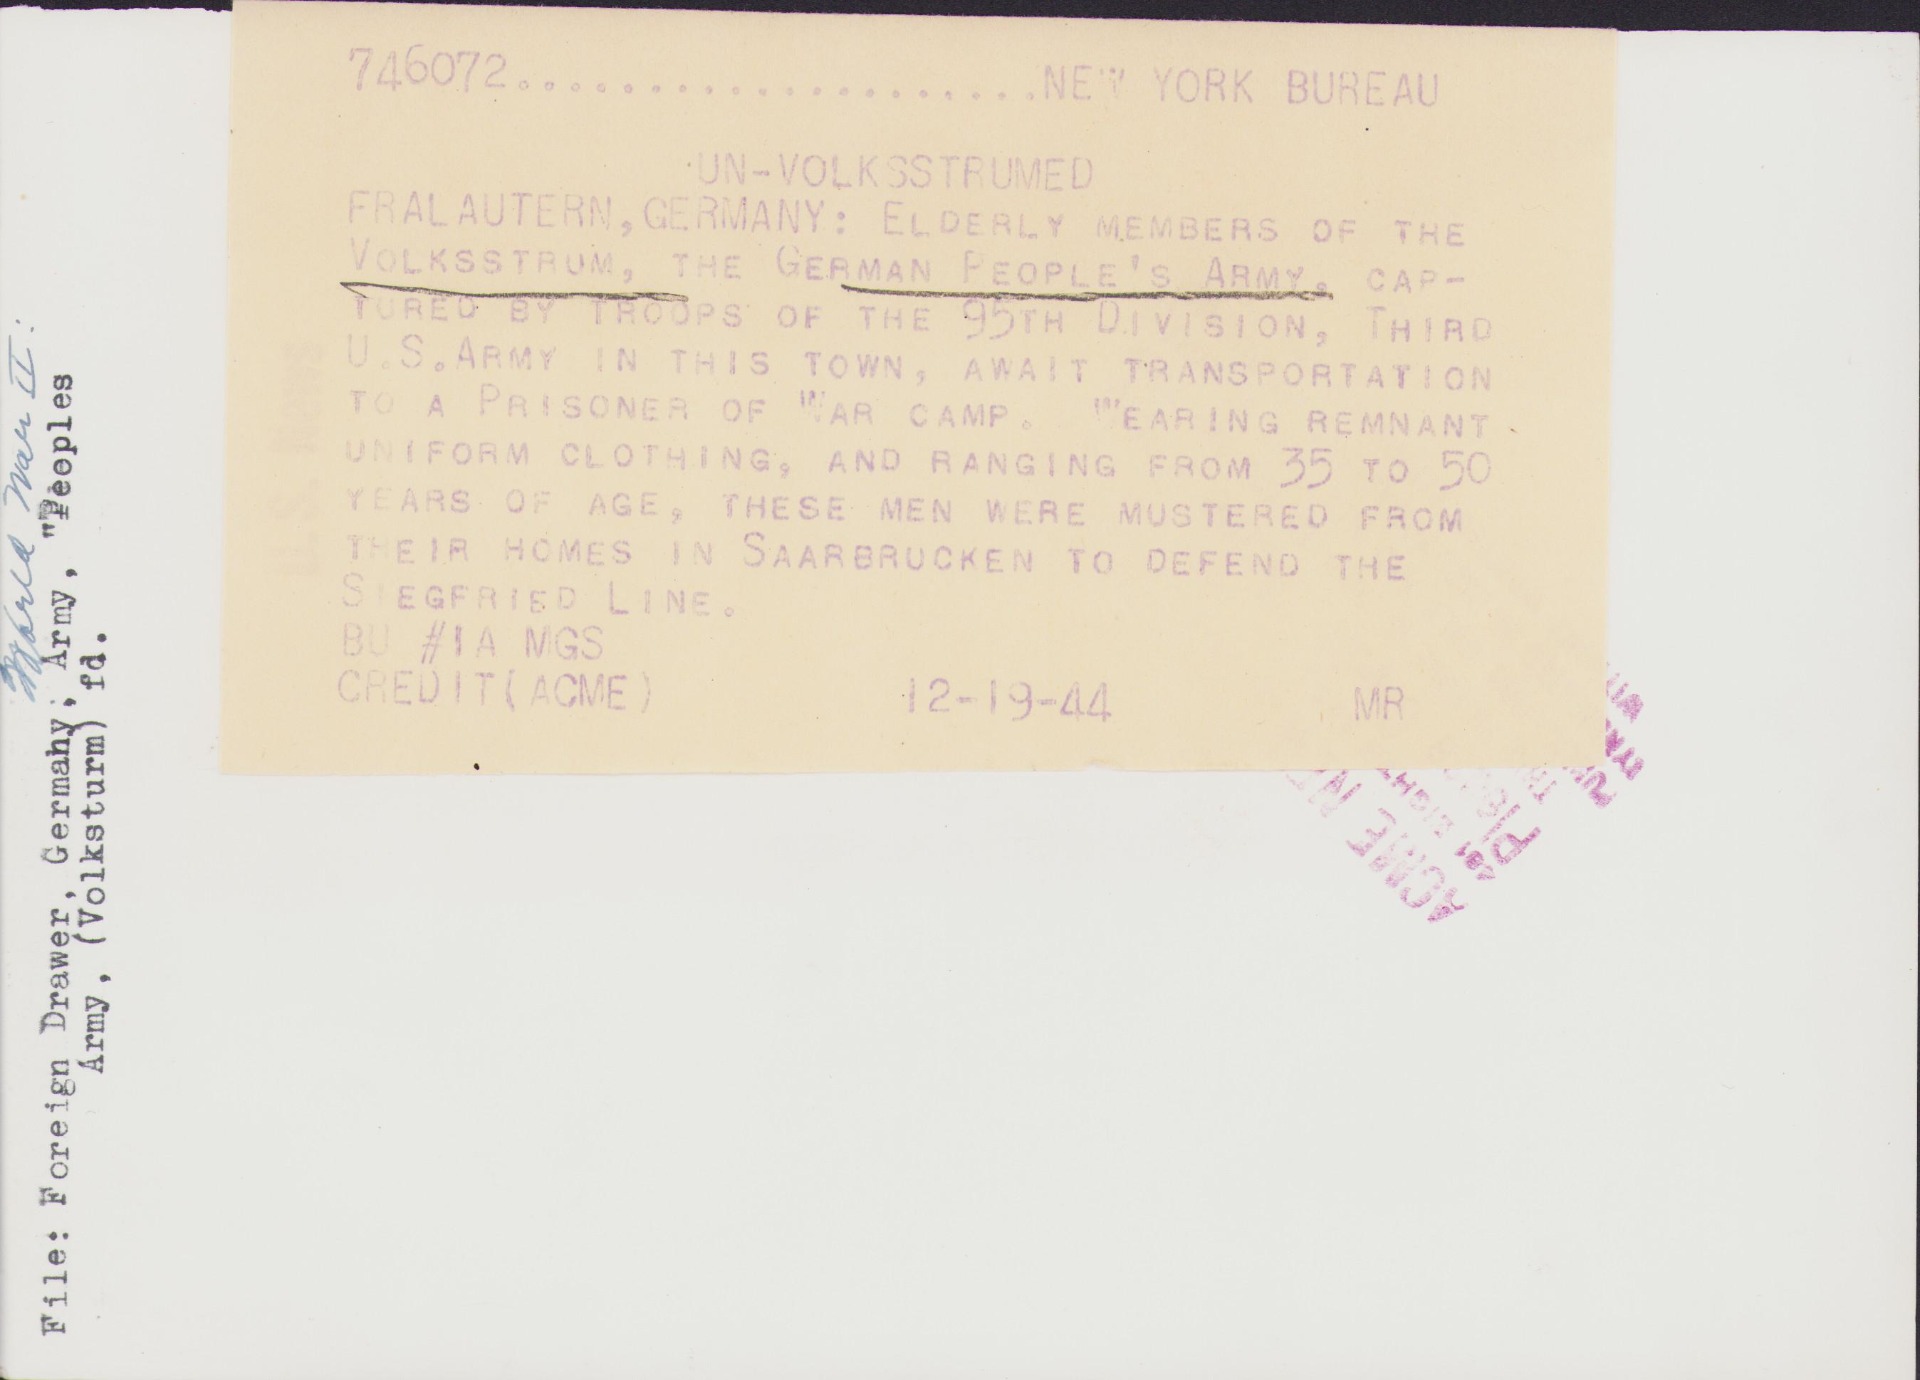 746072......................NEW YORK BUREAU
UN-VOLKSSTRUMED
FRALAUTERN, GERMANY: ELDERLY MEMBERS OF THE
VOLKSSTRUM, THE GERMAN PEOPLE'S ARMY, CAP-
TURED BY TROOPS OF THE 95TH DIVISION, THIRD
U.S. ARMY IN THIS TOWN, AWAIT TRANSPORTATION
TO A PRISONER OF WAR CAMP. WEARING REMNANT
UNIFORM CLOTHING, AND RANGING FROM 35 TO 50
YEARS OF AGE, THESE MEN WERE MUSTERED FROM
THEIR HOMES IN SAARBRUCKEN TO DEFEND THE
SIEGFRIED LINE.
BU #1A MGS
CREDIT (ACME) 12-19-44 MR
World War II:
File: Foreign Drawer, Germany; Army, "Peoples
Army, (Volksturm) fd.
ACME